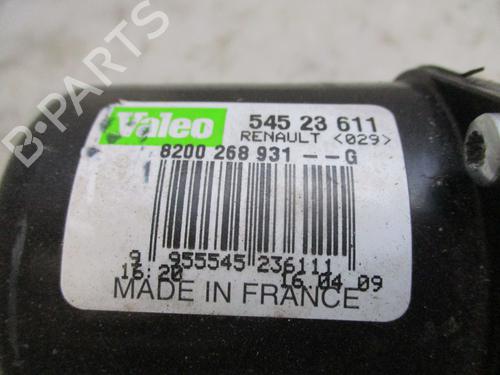 B-PARTS
Valeo 545 23 611
RENAULT <029>
8200 268 931 -- G
9 955545 236111
16:20 16.04.09
MADE IN FRANCE